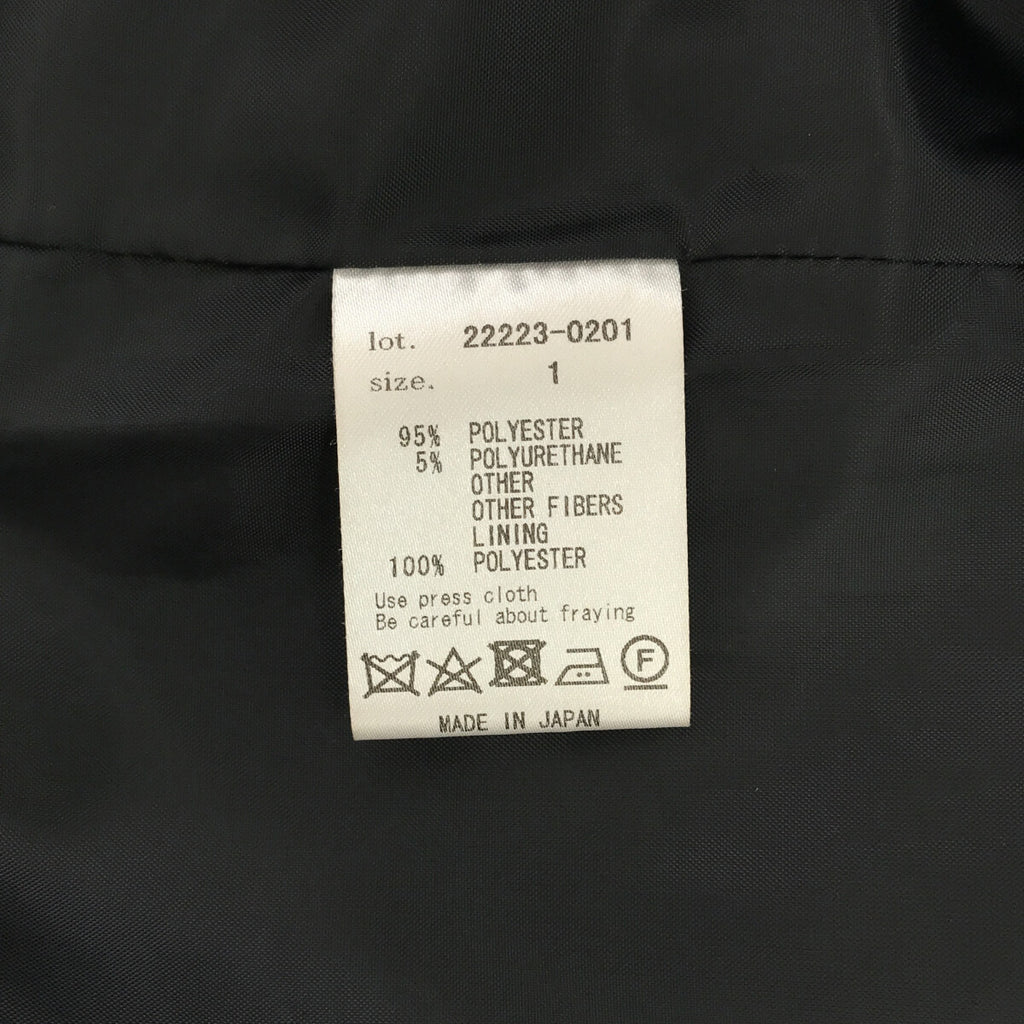 lot. 22223-0201
size. 1
95% POLYESTER
5% POLYURETHANE
OTHER
OTHER FIBERS
LINING
100% POLYESTER
Use press cloth
Be careful about fraying
F
MADE IN JAPAN